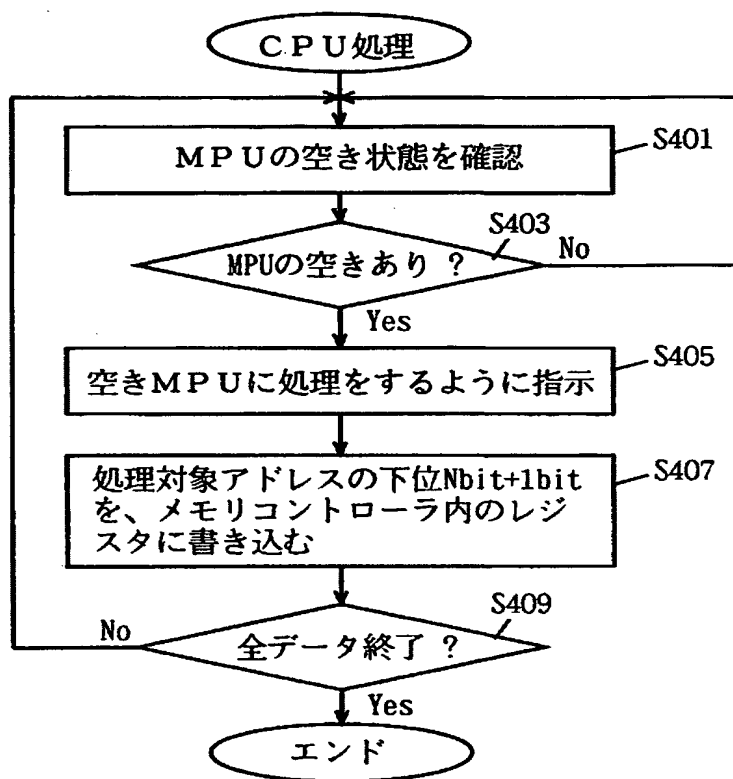 ＣＰＵ処理
ＭＰＵの空き状態を確認
S401
S403
MPUの空きあり ？
No
Yes
空きＭＰＵに処理をするように指示
S405
処理対象アドレスの下位Nbit+1bit
を、メモリコントローラ内のレジ
スタに書き込む
S407
S409
No
全データ終了 ？
Yes
エンド